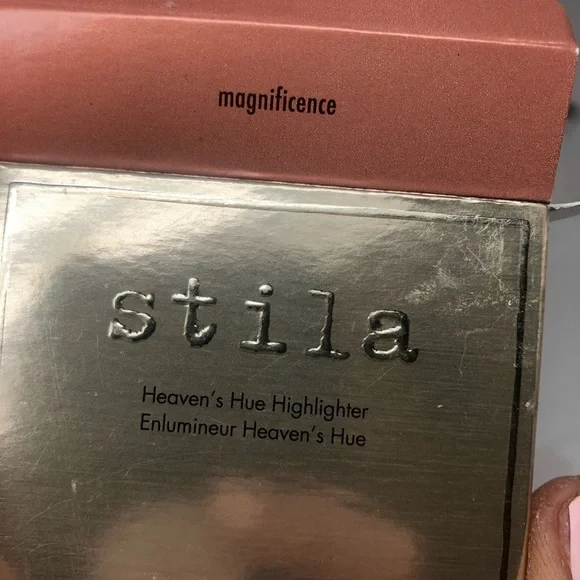 magnificence
stila
Heaven's Hue Highlighter
Enlumineur Heaven's Hue